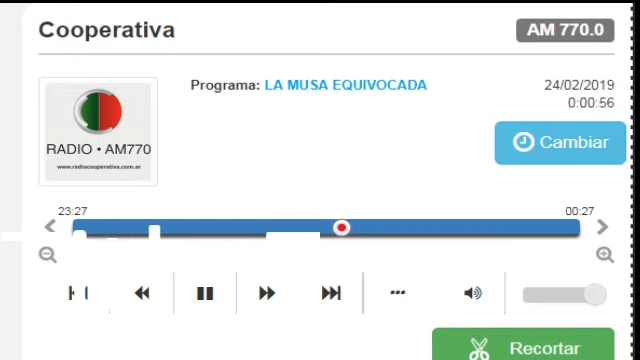 Cooperativa
AM 770.0
Programa: LA MUSA EQUIVOCADA
24/02/2019
0:00:56
RADIO • AM770
www.radiocooperativa.com.ar
Cambiar
23:27
00:27
Recortar